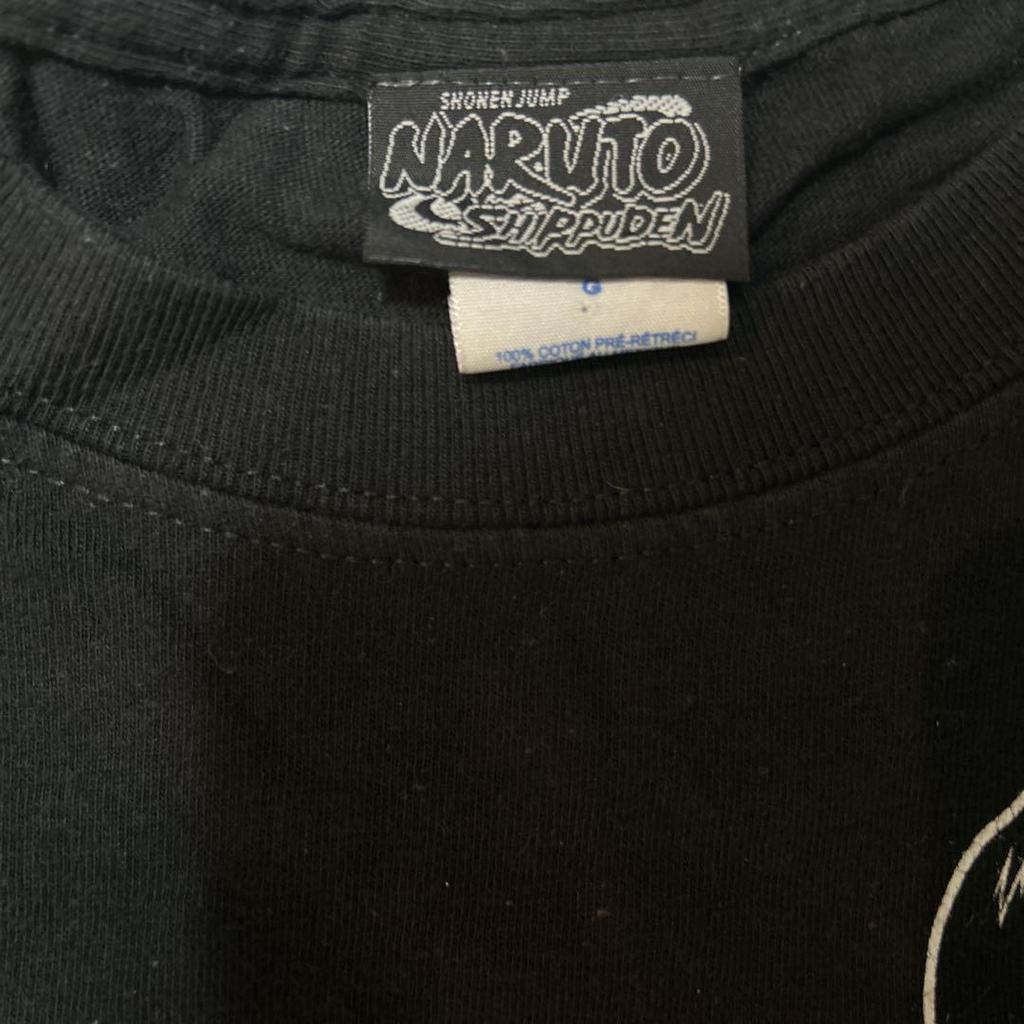 SHONEN JUMP
NARUTO
SHIPPUDEN
G
100% COTON PRÉ-RÉTRÉCI